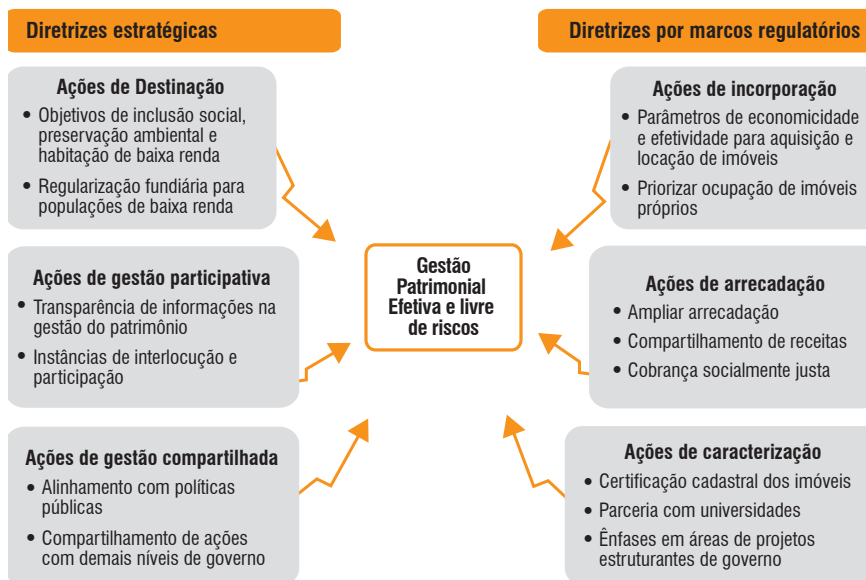 Diretrizes estratégicas
Ações de Destinação
• Objetivos de inclusão social,
preservação ambiental e
habitação de baixa renda
• Regularização fundiária para
populações de baixa renda
Ações de gestão participativa
• Transparência de informações na
gestão do patrimônio
• Instâncias de interlocução e
participação
Ações de gestão compartilhada
• Alinhamento com políticas
públicas
• Compartilhamento de ações
com demais níveis de governo
Gestão
Patrimonial
Efetiva e livre
de riscos
Diretrizes por marcos regulatórios
Ações de incorporação
• Parâmetros de economicidade
e efetividade para aquisição e
locação de imóveis
• Priorizar ocupação de imóveis
próprios
Ações de arrecadação
• Ampliar arrecadação
• Compartilhamento de receitas
• Cobrança socialmente justa
Ações de caracterização
• Certificação cadastral dos imóveis
• Parceria com universidades
• Ênfases em áreas de projetos
estruturantes de governo